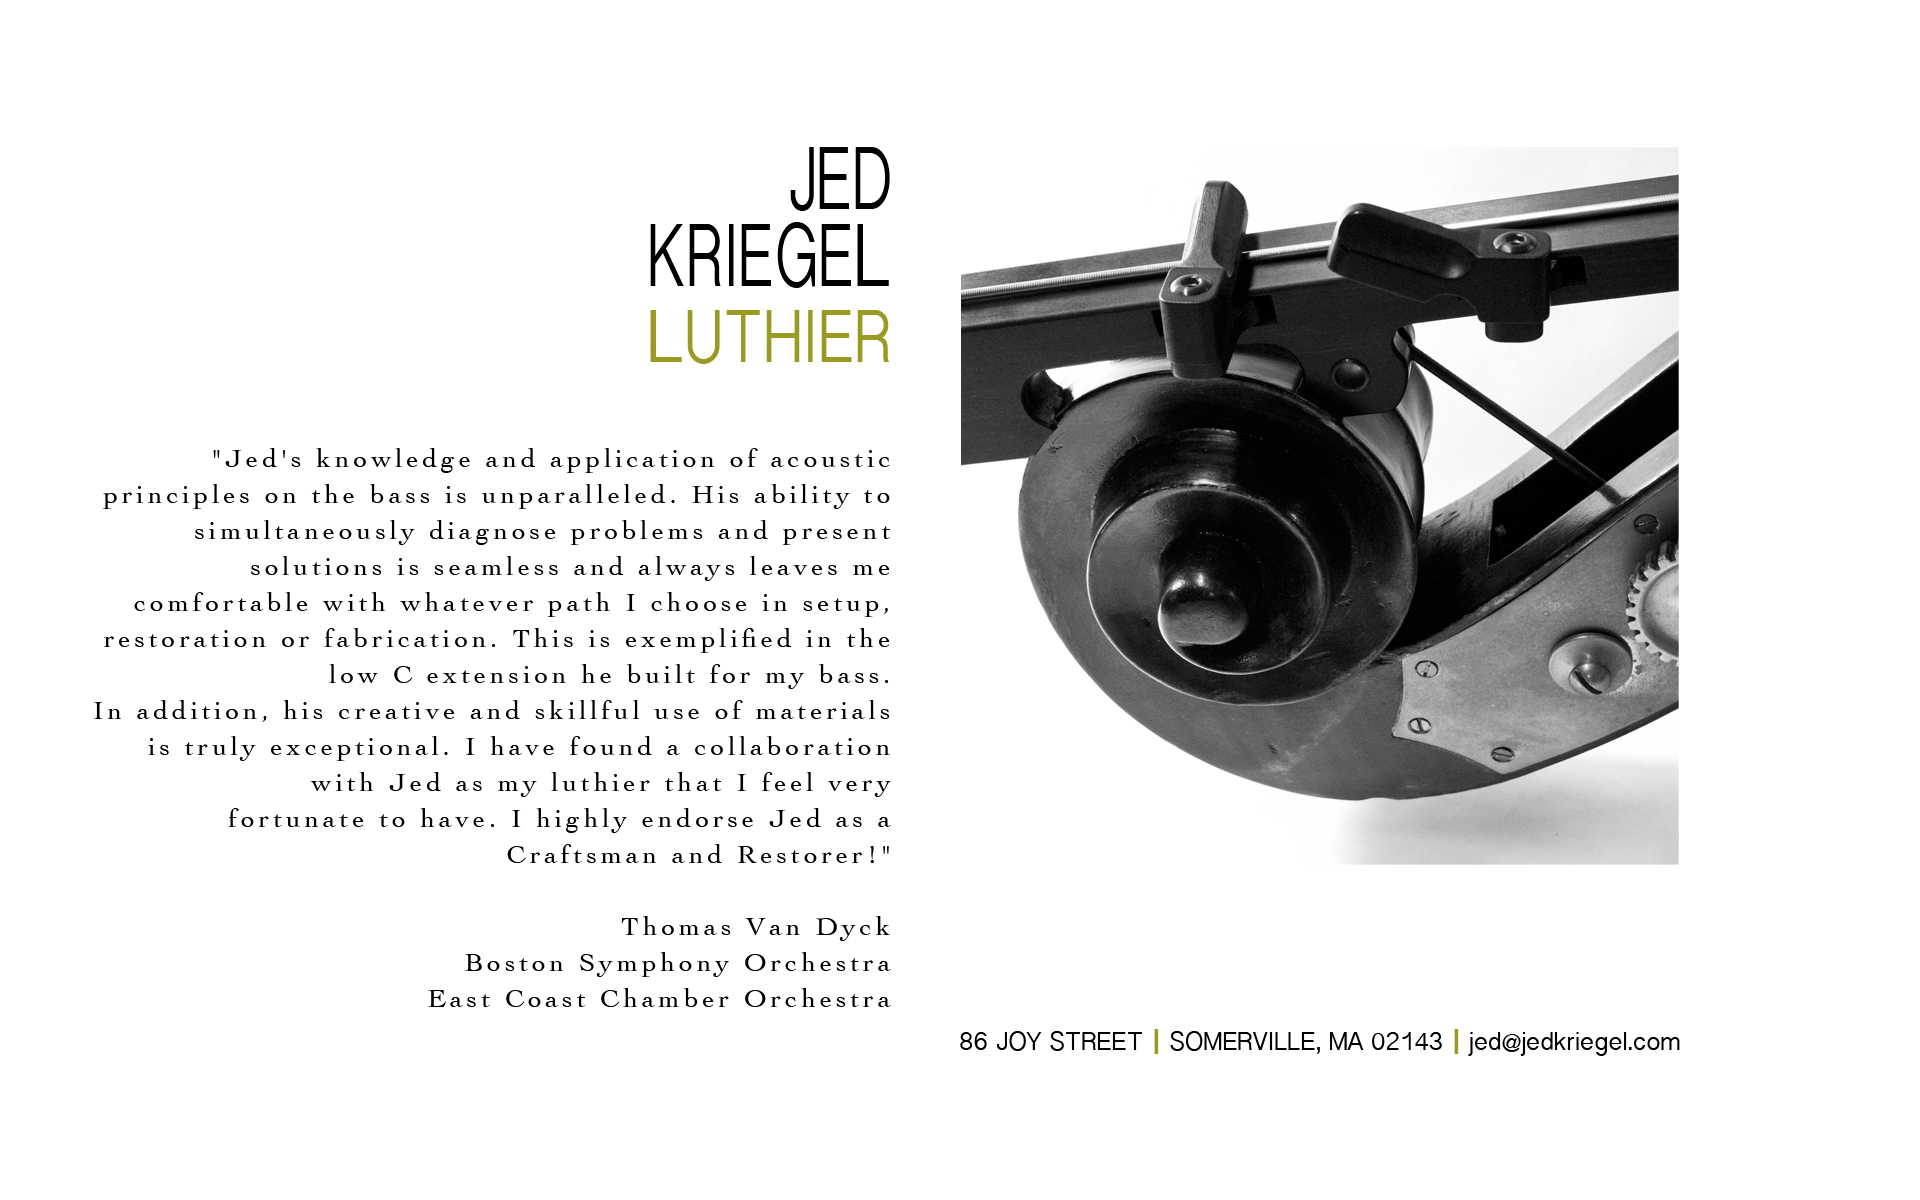 JED
KRIEGEL
LUTHIER
"Jed's knowledge and application of acoustic
principles on the bass is unparalleled. His ability to
simultaneously diagnose problems and present
solutions is seamless and always leaves me
comfortable with whatever path I choose in setup,
restoration or fabrication. This is exemplified in the
low C extension he built for my bass.
In addition, his creative and skillful use of materials
is truly exceptional. I have found a collaboration
with Jed as my luthier that I feel very
fortunate to have. I highly endorse Jed as a
Craftsman and Restorer!"
Thomas Van Dyck
Boston Symphony Orchestra
East Coast Chamber Orchestra
86 JOY STREET | SOMERVILLE, MA 02143 | jed@jedkriegel.com